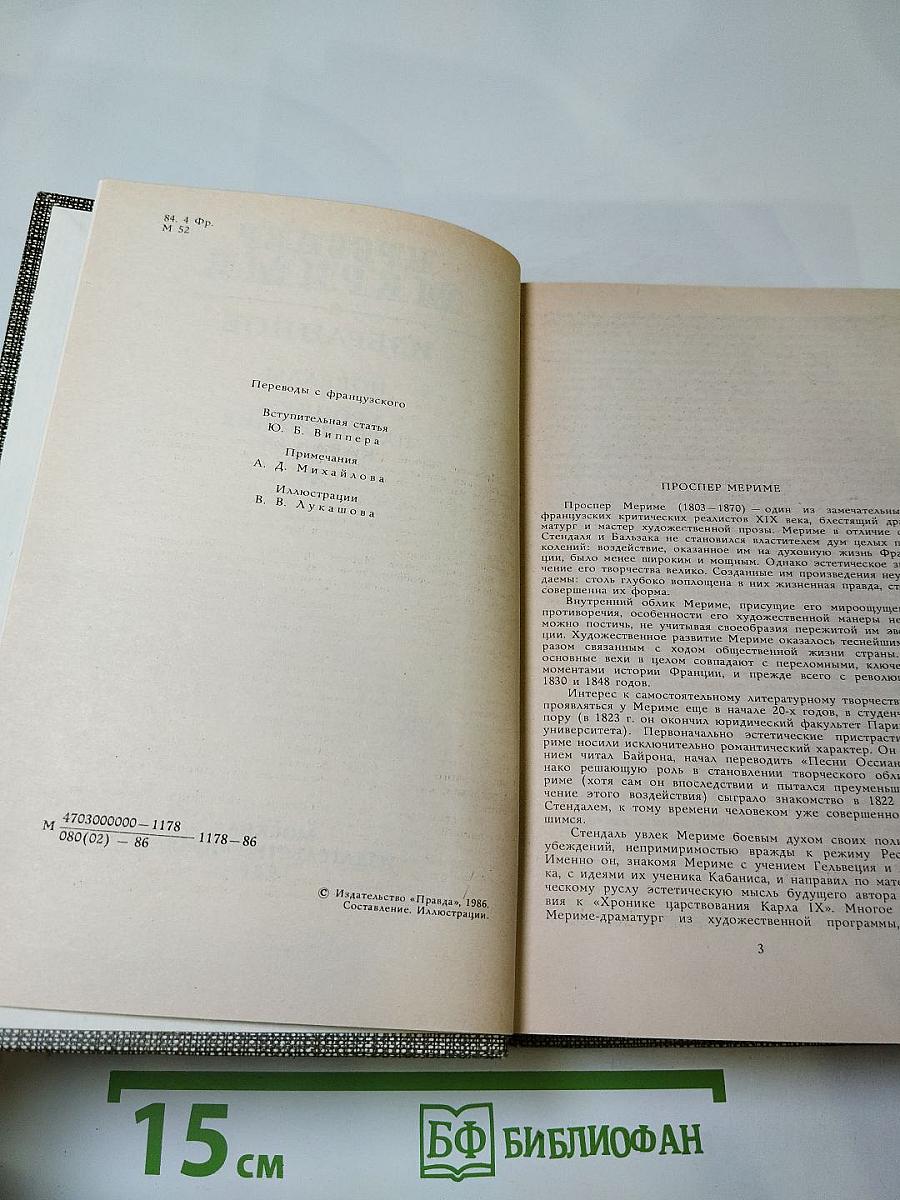 84. 4 Фр.
М 52
Переводы с французского
Вступительная статья
Ю. Б. Виппера
Примечания
А. Д. Михайлова
Иллюстрации
В. В. Лукашова
М 4703000000—1178
080(02) — 86
1178—86
© Издательство «Правда», 1986.
Составление. Иллюстрации.
ПРОСПЕР МЕРИМЕ
Проспер Мериме (1803—1870) — один из замечательны
французских критических реалистов XIX века, блестящий дра
матург и мастер художественной прозы. Мериме в отличие о
Стендаля и Бальзака не становился властителем дум целых п
колений: воздействие, оказанное им на духовную жизнь Фра
ции, было менее широким и мощным. Однако эстетическое з
чение его творчества велико. Созданные им произведения неу
даемы: столь глубоко воплощена в них жизненная правда, ст
совершенна их форма.
Внутренний облик Мериме, присущие его мироощуще
противоречия, особенности его художественной манеры не
можно постичь, не учитывая своеобразия пережитой им эво
ции. Художественное развитие Мериме оказалось теснейшим
разом связанным с ходом общественной жизни страны.
основные вехи в целом совпадают с переломными, ключе
моментами истории Франции, и прежде всего с револю
1830 и 1848 годов.
Интерес к самостоятельному литературному творчеств
проявляться у Мериме еще в начале 20-х годов, в студенч
пору (в 1823 г. он окончил юридический факультет Пари
университета). Первоначально эстетические пристрасти
риме носили исключительно романтический характер. Он
нием читал Байрона, начал переводить «Песни Оссиан
нако решающую роль в становлении творческого обли
риме (хотя сам он впоследствии и пытался преуменьш
чение этого воздействия) сыграло знакомство в 1822
Стендалем, к тому времени человеком уже совершенно
шимся.
Стендаль увлек Мериме боевым духом своих поли
убеждений, непримиримостью вражды к режиму Рес
Именно он, знакомя Мериме с учением Гельвеция и
ка, с идеями их ученика Кабаниса, и направил по мате
ческому руслу эстетическую мысль будущего автора
вия к «Хронике царствования Карла IX». Многое
Мериме-драматург из художественной программы,
3
15 см
БФ БИБЛИОФАН